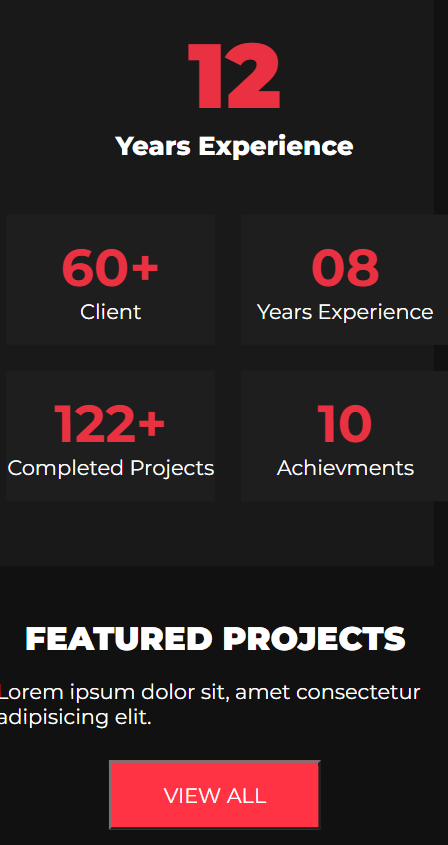 12
Years Experience
60+
08
Client
Years Experience
122+
10
Completed Projects
Achievments
FEATURED PROJECTS
Lorem ipsum dolor sit, amet consectetur
adipisicing elit.
VIEW ALL